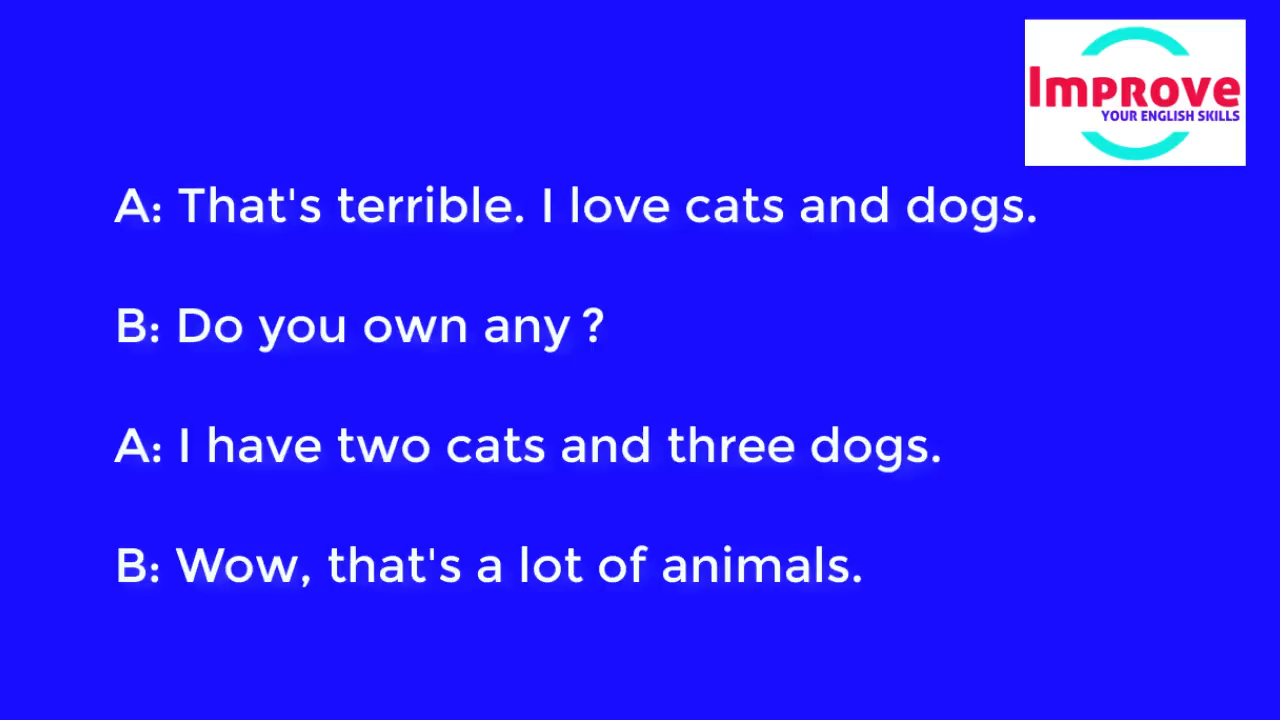 Improve
YOUR ENGLISH SKILLS
A: That's terrible. I love cats and dogs.
B: Do you own any ?
A: I have two cats and three dogs.
B: Wow, that's a lot of animals.